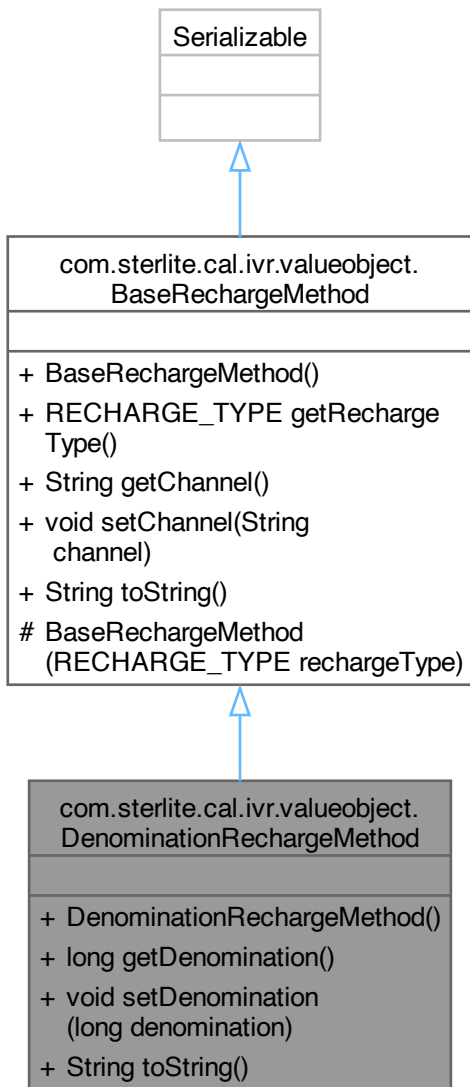 Serializable
com.sterlite.cal.ivr.valueobject.
BaseRechargeMethod
+ BaseRechargeMethod()
+ RECHARGE_TYPE getRecharge
Type()
+ String getChannel()
+ void setChannel(String
channel)
+ String toString()
# BaseRechargeMethod
(RECHARGE_TYPE rechargeType)
com.sterlite.cal.ivr.valueobject.
DenominationRechargeMethod
+ DenominationRechargeMethod()
+ long getDenomination()
+ void setDenomination
(long denomination)
+ String toString()